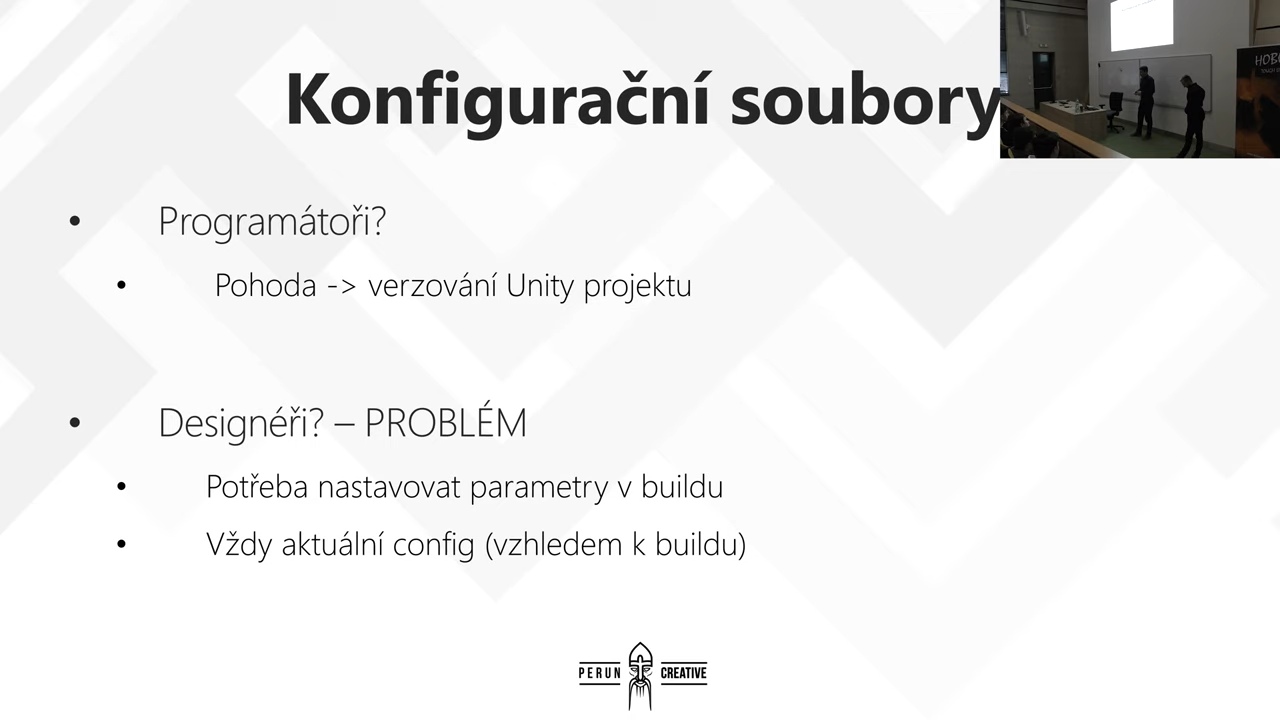 Konfigurační soubory
• Programátoři?
• Pohoda -> verzování Unity projektu
• Designéři? – PROBLÉM
• Potřeba nastavovat parametry v buildu
• Vždy aktuální config (vzhledem k buildu)
PERUN CREATIVE